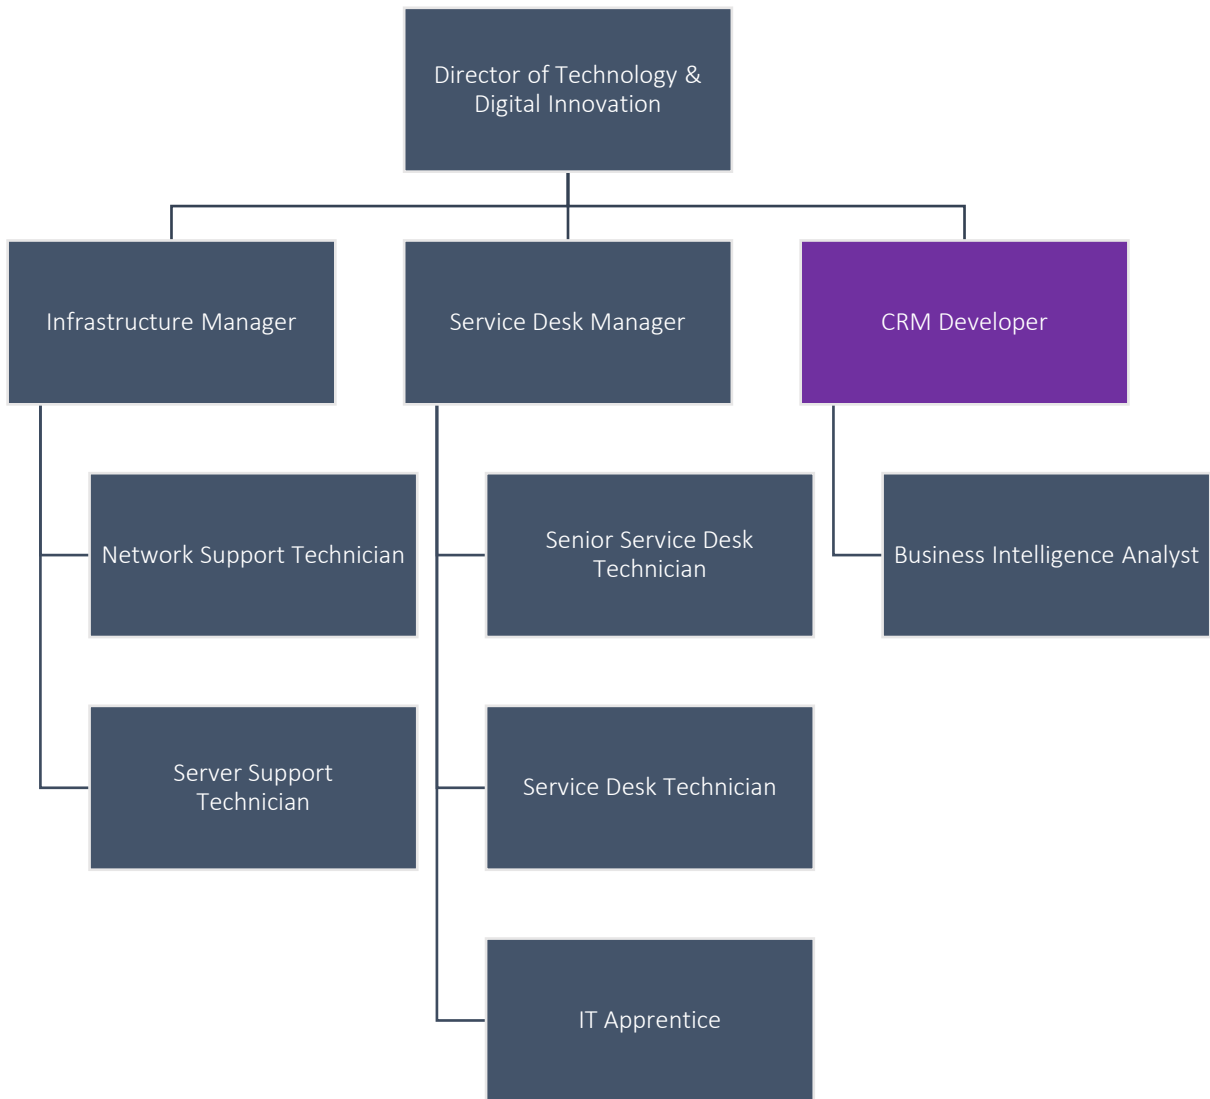 Director of Technology &
Digital Innovation
Infrastructure Manager
Service Desk Manager
CRM Developer
Network Support Technician
Senior Service Desk
Technician
Business Intelligence Analyst
Server Support
Technician
Service Desk Technician
IT Apprentice